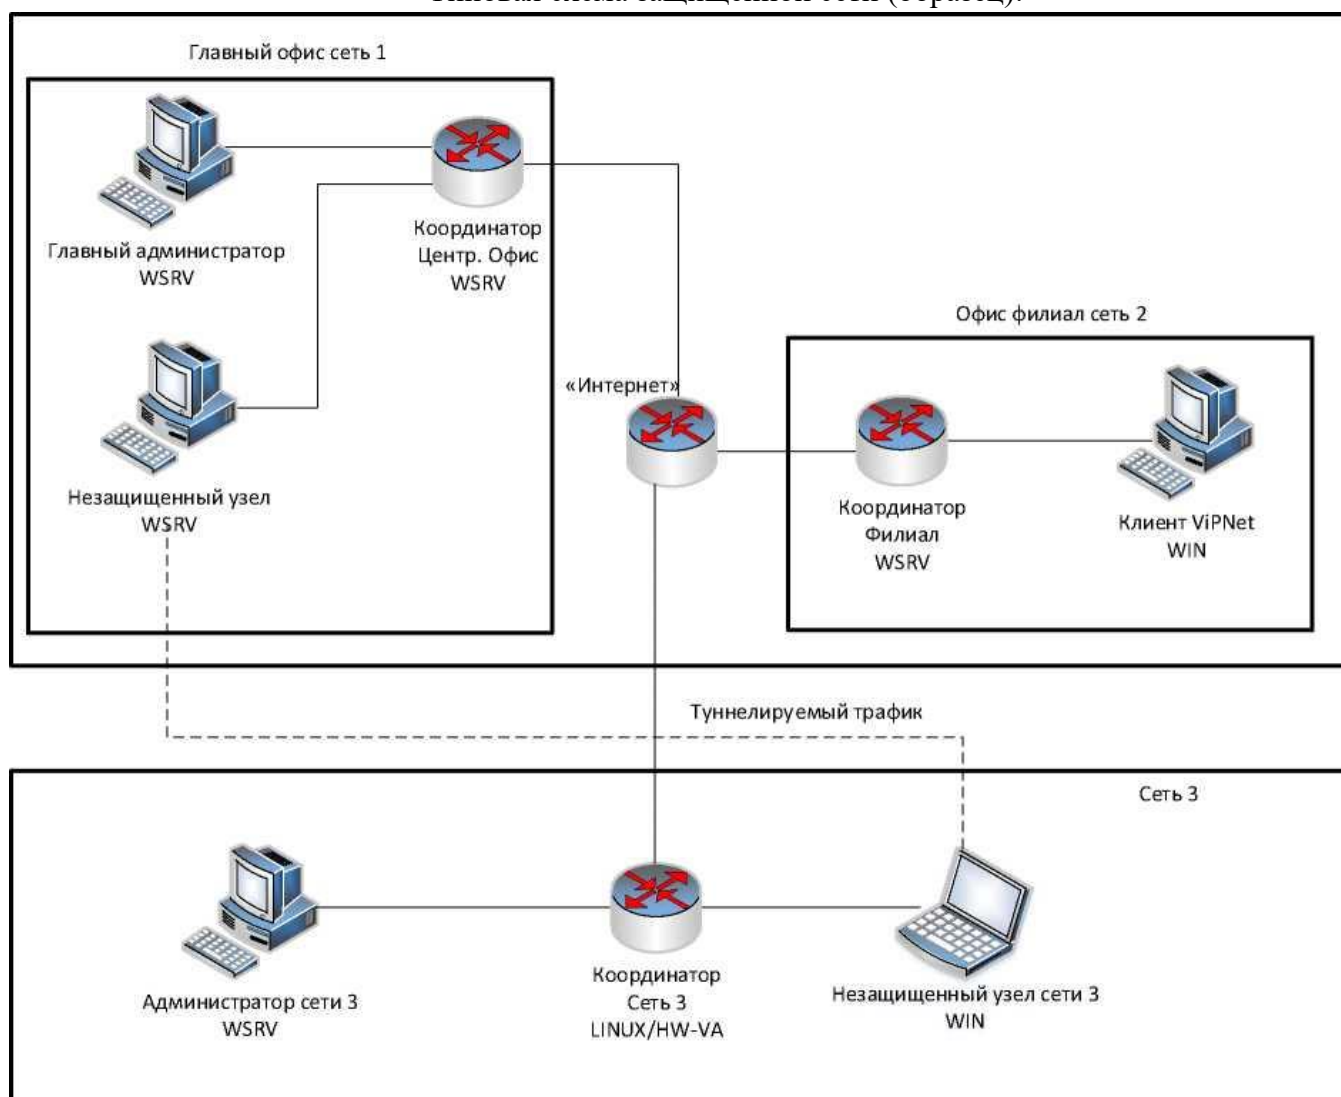 Главный офис сеть 1
Главный администратор
WSRV
Координатор
Центр. Офис
WSRV
Незащищенный узел
WSRV
«Интернет»
Офис филиал сеть 2
Координатор
Филиал
WSRV
Клиент ViPNet
WIN
Туннелируемый трафик
Сеть 3
Администратор сети 3
WSRV
Координатор
Сеть 3
LINUX/HW-VA
Незащищенный узел сети 3
WIN